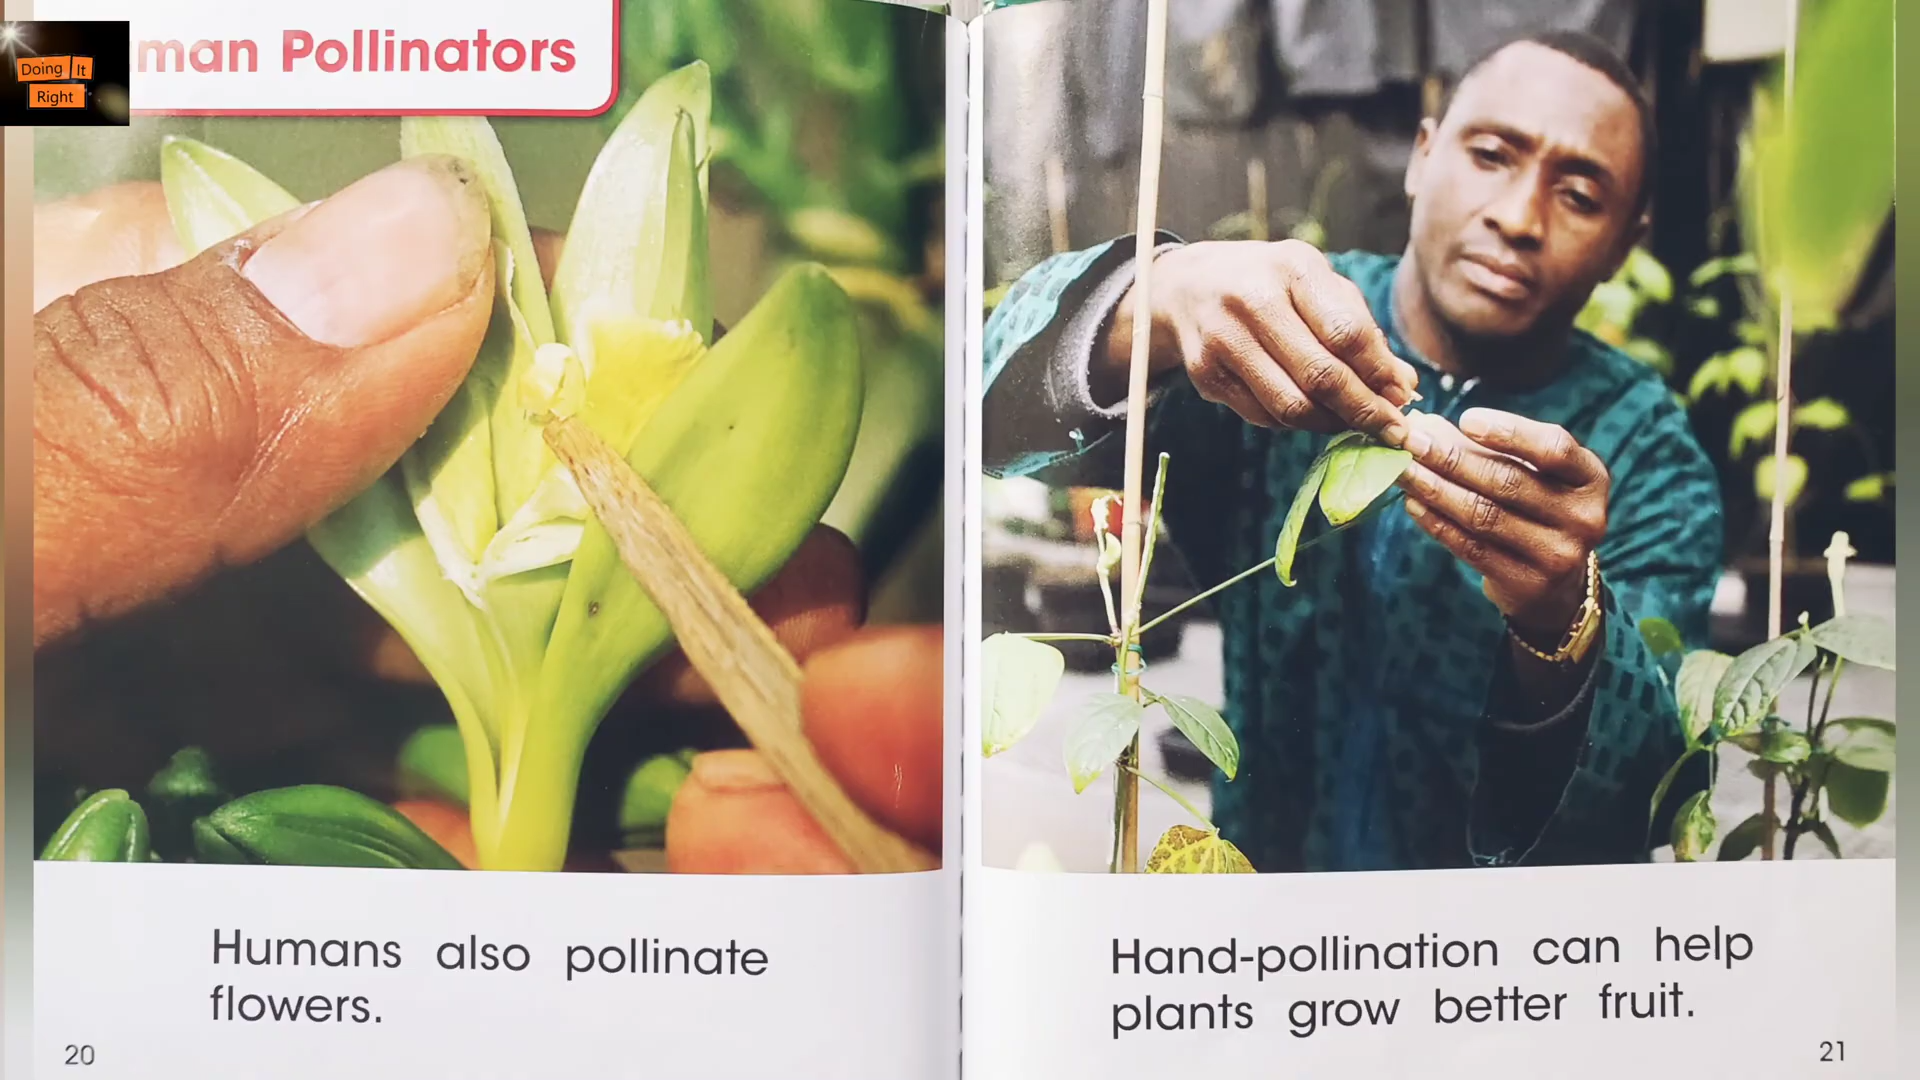 Doing It
Right
man Pollinators
Humans also pollinate
flowers.
20
Hand-pollination can help
plants grow better fruit.
21